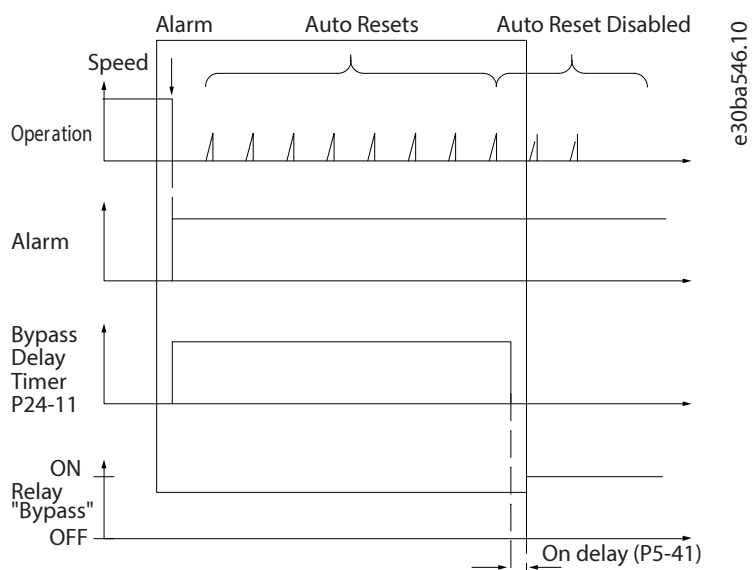 Alarm
Auto Resets
Auto Reset Disabled
e30ba546.10
Speed
Operation
Alarm
Bypass
Delay
Timer
P24-11
ON
Relay
"Bypass"
OFF
On delay (P5-41)